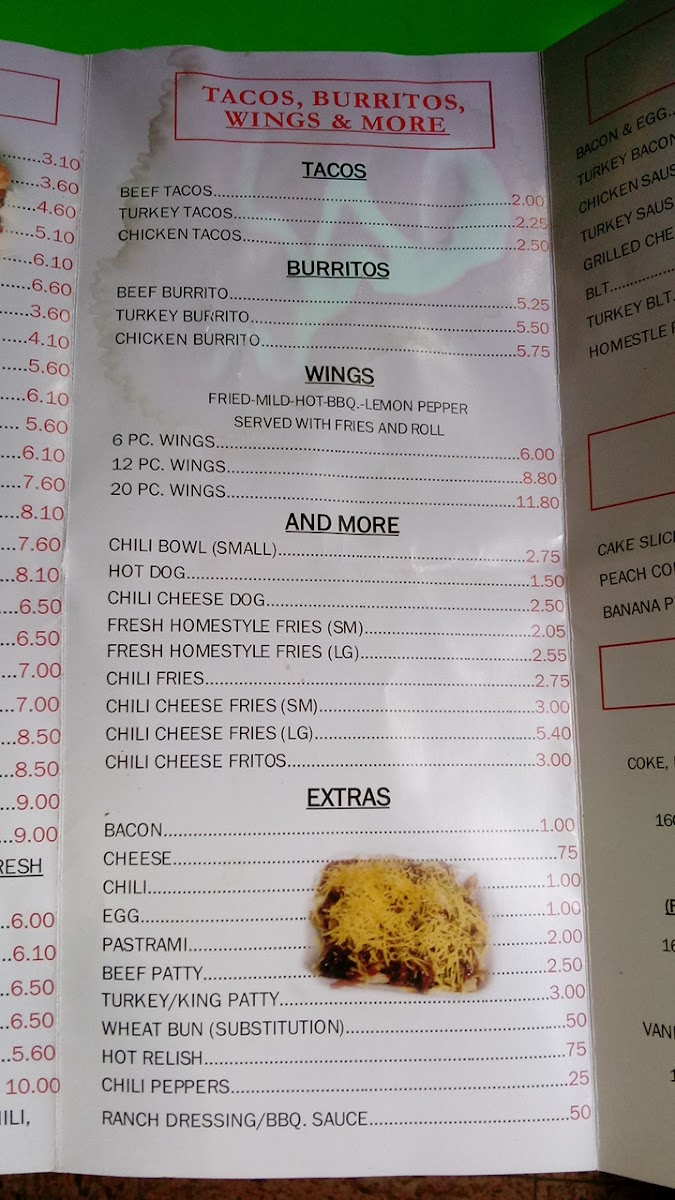 .........3.10
.......3.60
....4.60
.....5.10
......6.10
......6.60
......3.60
......4.10
.....5.60
....6.10
.... 5.60
...6.10
...7.60
...8.10
...7.60
...8.10
...6.50
...6.50
...7.00
...7.00
...8.50
...8.50
...9.00
...9.00
RESH
..6.00
..6.10
..6.50
..6.50
..5.60
10.00
ILI,
TACOS, BURRITOS,
WINGS & MORE
TACOS
BEEF TACOS...2.00
TURKEY TACOS...2.25
CHICKEN TACOS...2.50
BURRITOS
BEEF BURRITO...5.25
TURKEY BURRITO...5.50
CHICKEN BURRITO...5.75
WINGS
FRIED-MILD-HOT-BBQ.-LEMON PEPPER
SERVED WITH FRIES AND ROLL
6 PC. WINGS...6.00
12 PC. WINGS...8.80
20 PC. WINGS...11.80
AND MORE
CHILI BOWL (SMALL)...2.75
HOT DOG...1.50
CHILI CHEESE DOG...2.50
FRESH HOMESTYLE FRIES (SM)...2.05
FRESH HOMESTYLE FRIES (LG)...2.55
CHILI FRIES...2.75
CHILI CHEESE FRIES (SM)...3.00
CHILI CHEESE FRIES (LG)...5.40
CHILI CHEESE FRITOS...3.00
EXTRAS
BACON...1.00
CHEESE...75
CHILI...1.00
EGG...1.00
PASTRAMI...2.00
BEEF PATTY...2.50
TURKEY/KING PATTY...3.00
WHEAT BUN (SUBSTITUTION)...50
HOT RELISH...75
CHILI PEPPERS...25
RANCH DRESSING/BBQ. SAUCE...50
BACON & EGG..
TURKEY BACON
CHICKEN SAUS
TURKEY SAUS
GRILLED CHE
BLT...
TURKEY BLT.
HOMESTLE
CAKE SLIC
PEACH CO
BANANA P
COKE,
160
16
VAN